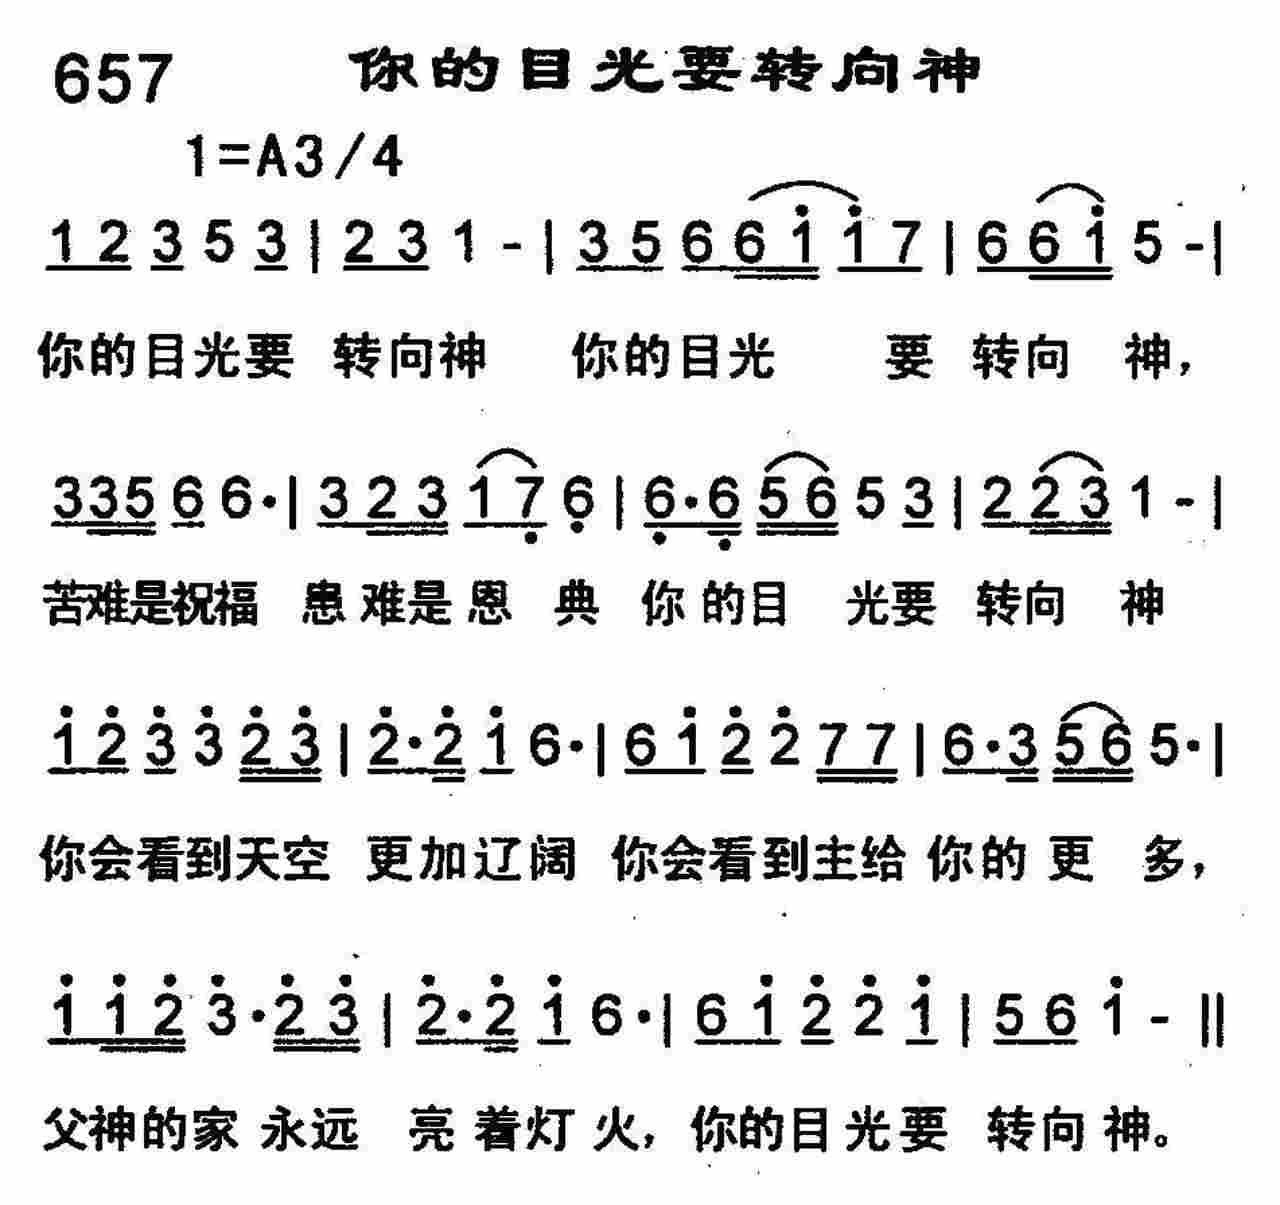 657 你的目光要转向神
1=A3/4
1 2 3 5 3 | 2 3 1 - | 3 5 6 6 i̇ i̇ 7 | 6 6 i̇ 5 - |
你的目光要 转向神 你的目光 要 转向 神，
3 3 5 6 6· | 3 2 3 1 7̣ 6̣ | 6̣· 6̣ 5 6 5 3 | 2 2 3 1 - |
苦难是祝福 患难是恩 典 你的目 光要 转向 神
1̇ 2̇ 3̇ 3̇ 2̇ 3̇ | 2̇· 2̇ 1̇ 6· | 6 1̇ 2̇ 2̇ 7 7 | 6· 3 5 6 5· |
你会看到天空 更加辽阔 你会看到主给 你的更 多，
1̇ 1̇ 2̇ 3̇· 2̇ 3̇ | 2̇· 2̇ 1̇ 6· | 6 1̇ 2̇ 2̇ 1̇ | 5 6 1̇ - ‖
父神的家 永远 亮着灯火，你的目光要 转向神。